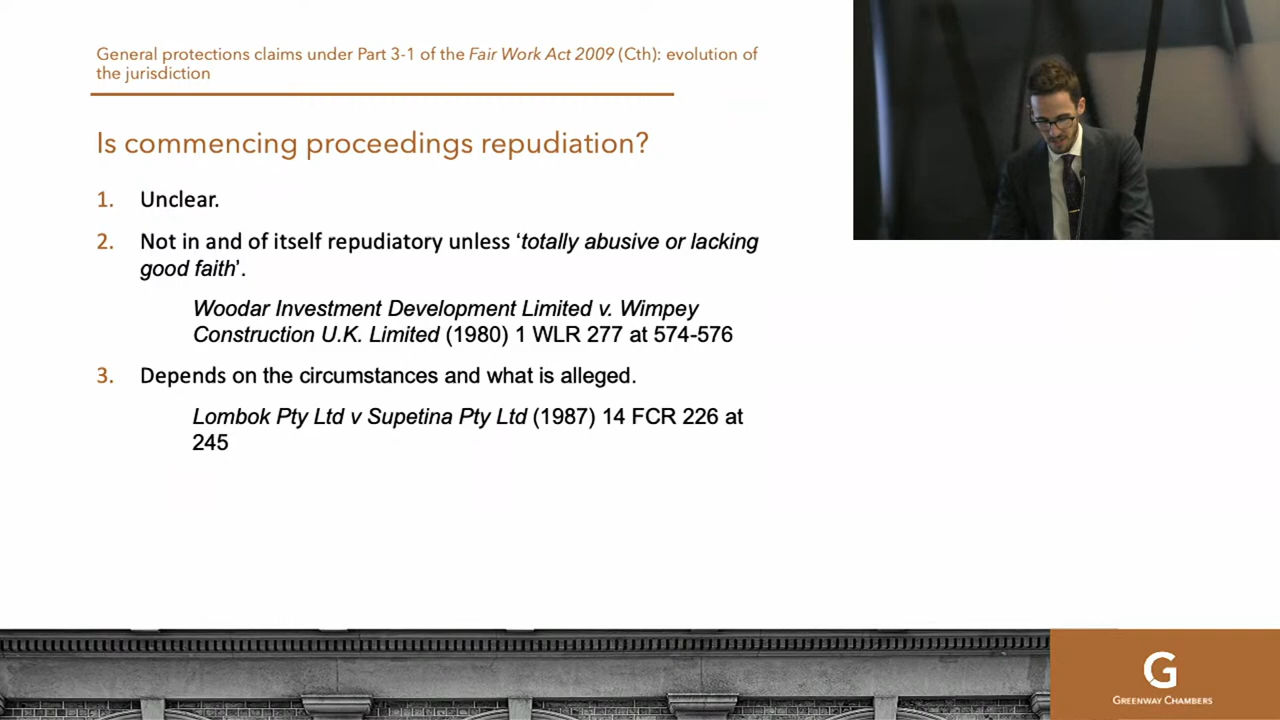 General protections claims under Part 3-1 of the Fair Work Act 2009 (Cth): evolution of
the jurisdiction
Is commencing proceedings repudiation?
1. Unclear.
2. Not in and of itself repudiatory unless ‘totally abusive or lacking
good faith’.
Woodar Investment Development Limited v. Wimpey
Construction U.K. Limited (1980) 1 WLR 277 at 574-576
3. Depends on the circumstances and what is alleged.
Lombok Pty Ltd v Supetina Pty Ltd (1987) 14 FCR 226 at
245
G
GREENWAY CHAMBERS